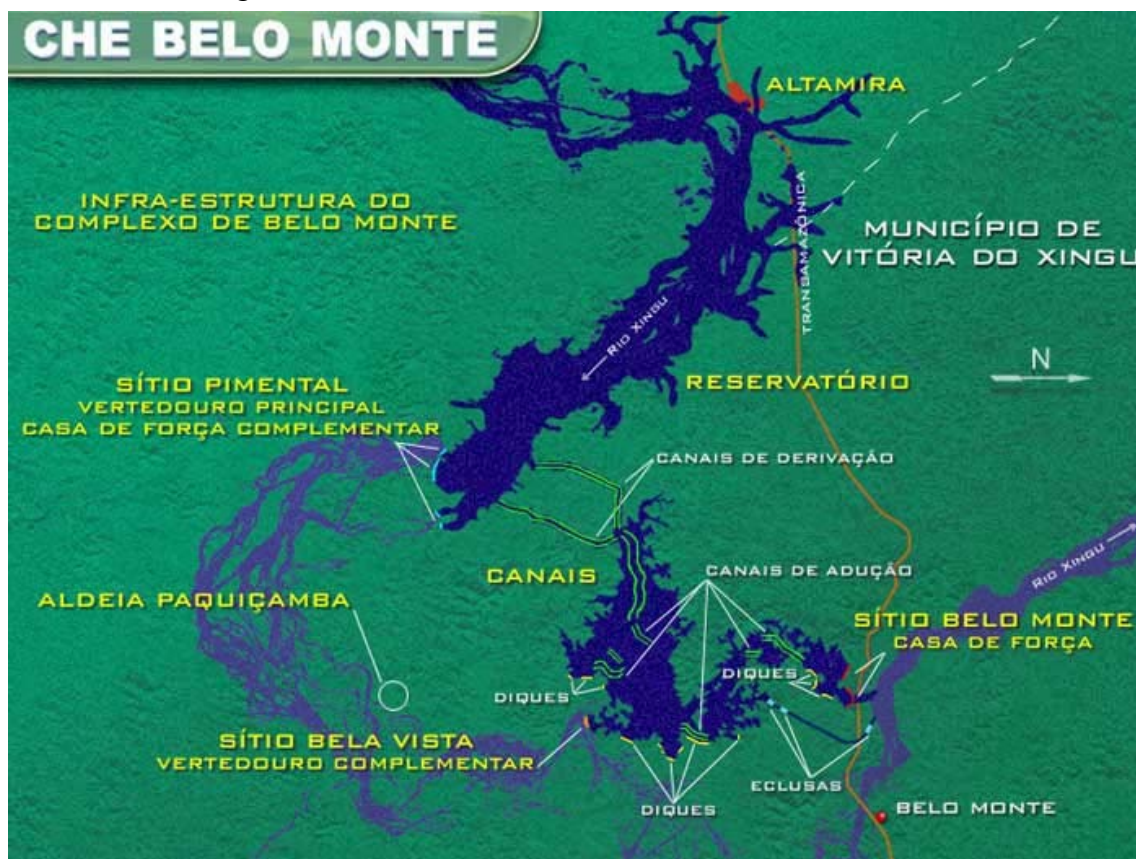 CHE BELO MONTE
ALTAMIRA
INFRA-ESTRUTURA DO
COMPLEXO DE BELO MONTE
TRANSAMAZÔNICA
MUNICÍPIO DE
VITÓRIA DO XINGU
RIO XINGU
N
SÍTIO PIMENTAL
VERTEDOURO PRINCIPAL
CASA DE FORÇA COMPLEMENTAR
RESERVATÓRIO
CANAIS DE DERIVAÇÃO
CANAIS
CANAIS DE ADUÇÃO
RIO XINGU
ALDEIA PAQUIÇAMBA
SÍTIO BELO MONTE
CASA DE FORÇA
DIQUES
DIQUES
SÍTIO BELA VISTA
VERTEDOURO COMPLEMENTAR
ECLUSAS
DIQUES
BELO MONTE